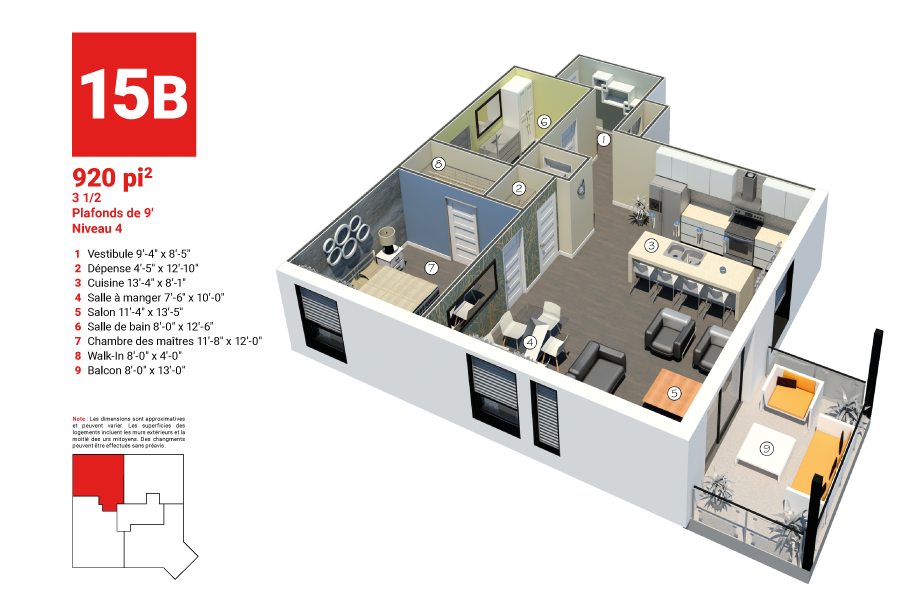 15B
920 pi²
3 1/2
Plafonds de 9'
Niveau 4
1 Vestibule 9'-4" x 8'-5"
2 Dépense 4'-5" x 12'-10"
3 Cuisine 13'-4" x 8'-1"
4 Salle à manger 7'-6" x 10'-0"
5 Salon 11'-4" x 13'-5"
6 Salle de bain 8'-0" x 12'-6"
7 Chambre des maîtres 11'-8" x 12'-0"
8 Walk-In 8'-0" x 4'-0"
9 Balcon 8'-0" x 13'-0"
Note : Les dimensions sont approximatives
et peuvent varier. Les superficies des
logements incluent les murs extérieurs et la
moitié des urs mitoyens. Des changments
peuvent être effectués sans préavis.
6
1
8
2
3
7
4
5
9